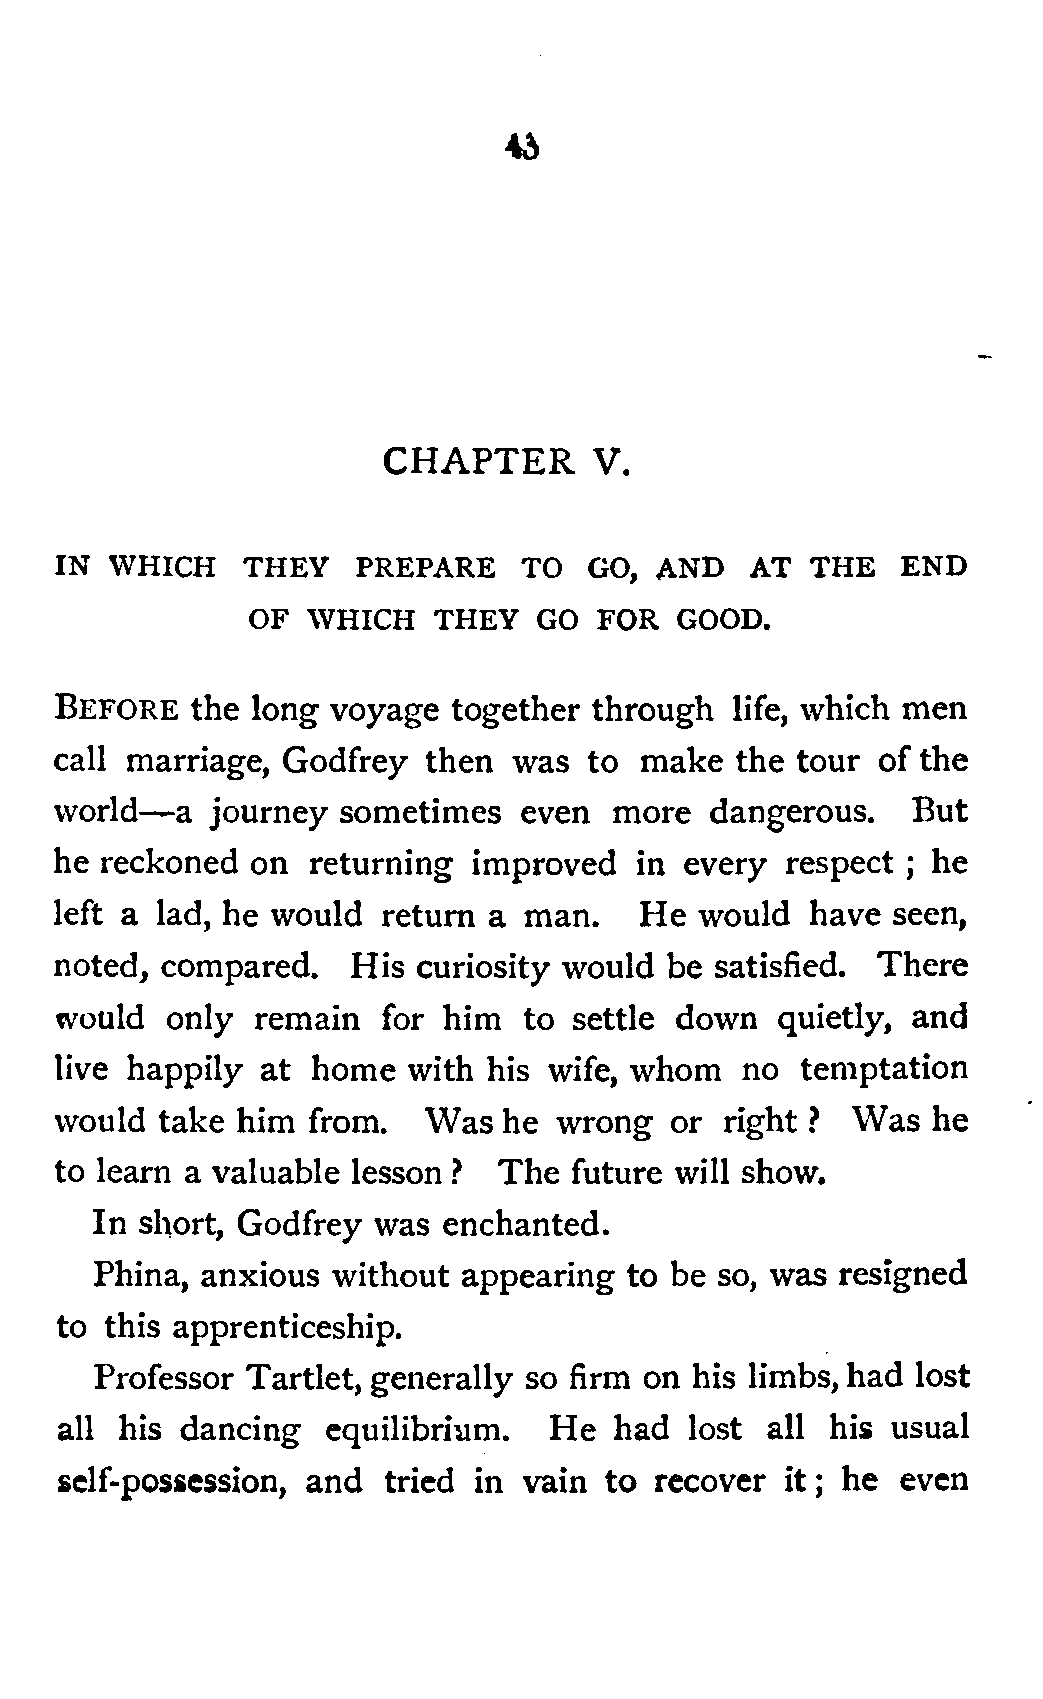 43
CHAPTER V.
IN WHICH THEY PREPARE TO GO, AND AT THE END
OF WHICH THEY GO FOR GOOD.
BEFORE the long voyage together through life, which men
call marriage, Godfrey then was to make the tour of the
world—a journey sometimes even more dangerous. But
he reckoned on returning improved in every respect ; he
left a lad, he would return a man. He would have seen,
noted, compared. His curiosity would be satisfied. There
would only remain for him to settle down quietly, and
live happily at home with his wife, whom no temptation
would take him from. Was he wrong or right ? Was he
to learn a valuable lesson ? The future will show.
In short, Godfrey was enchanted.
Phina, anxious without appearing to be so, was resigned
to this apprenticeship.
Professor Tartlet, generally so firm on his limbs, had lost
all his dancing equilibrium. He had lost all his usual
self-possession, and tried in vain to recover it ; he even